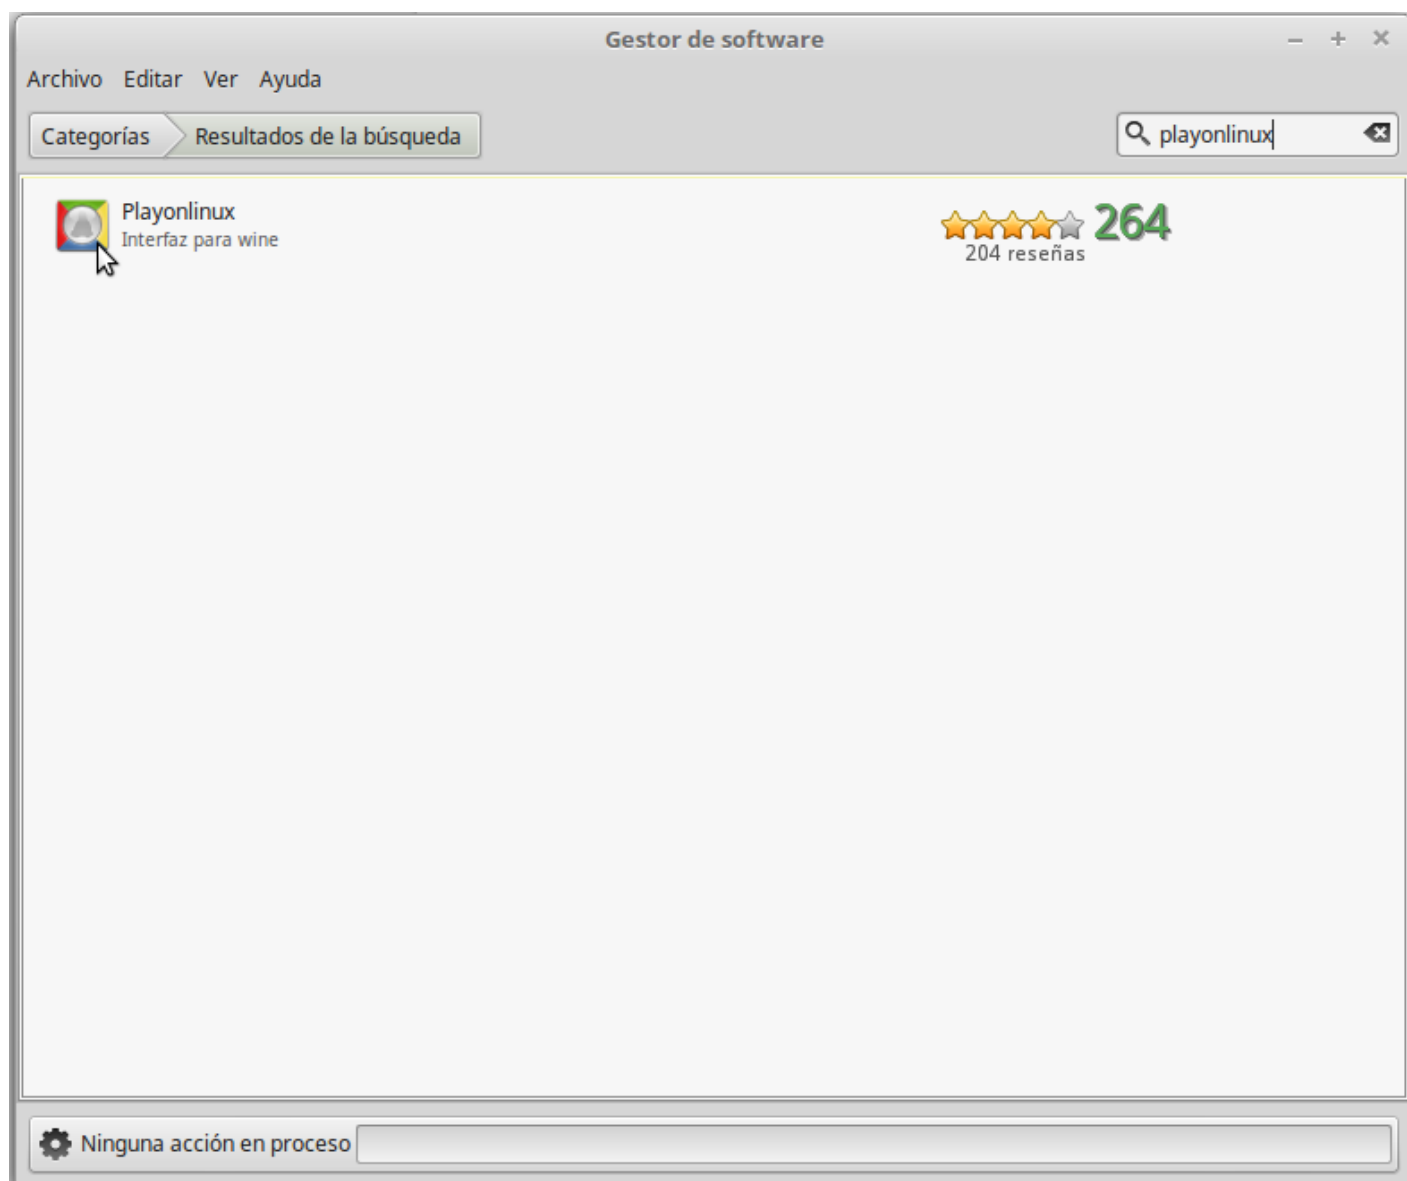 Gestor de software
Archivo Editar Ver Ayuda
Categorías Resultados de la búsqueda playonlinux
Playonlinux
Interfaz para wine
264
204 reseñas
Ninguna acción en proceso